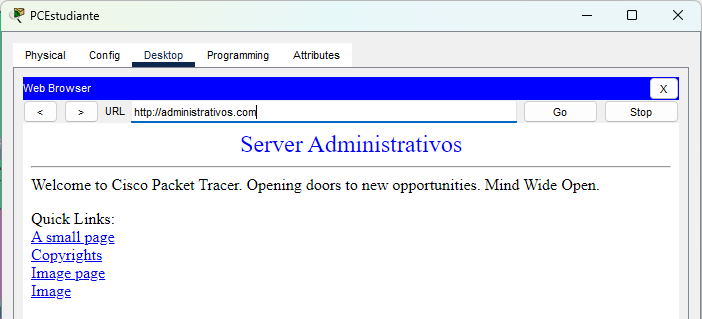 PCEstudiante
Physical Config Desktop Programming Attributes
Web Browser X
< > URL http://administrativos.com Go Stop
Server Administrativos
Welcome to Cisco Packet Tracer. Opening doors to new opportunities. Mind Wide Open.
Quick Links:
A small page
Copyrights
Image page
Image